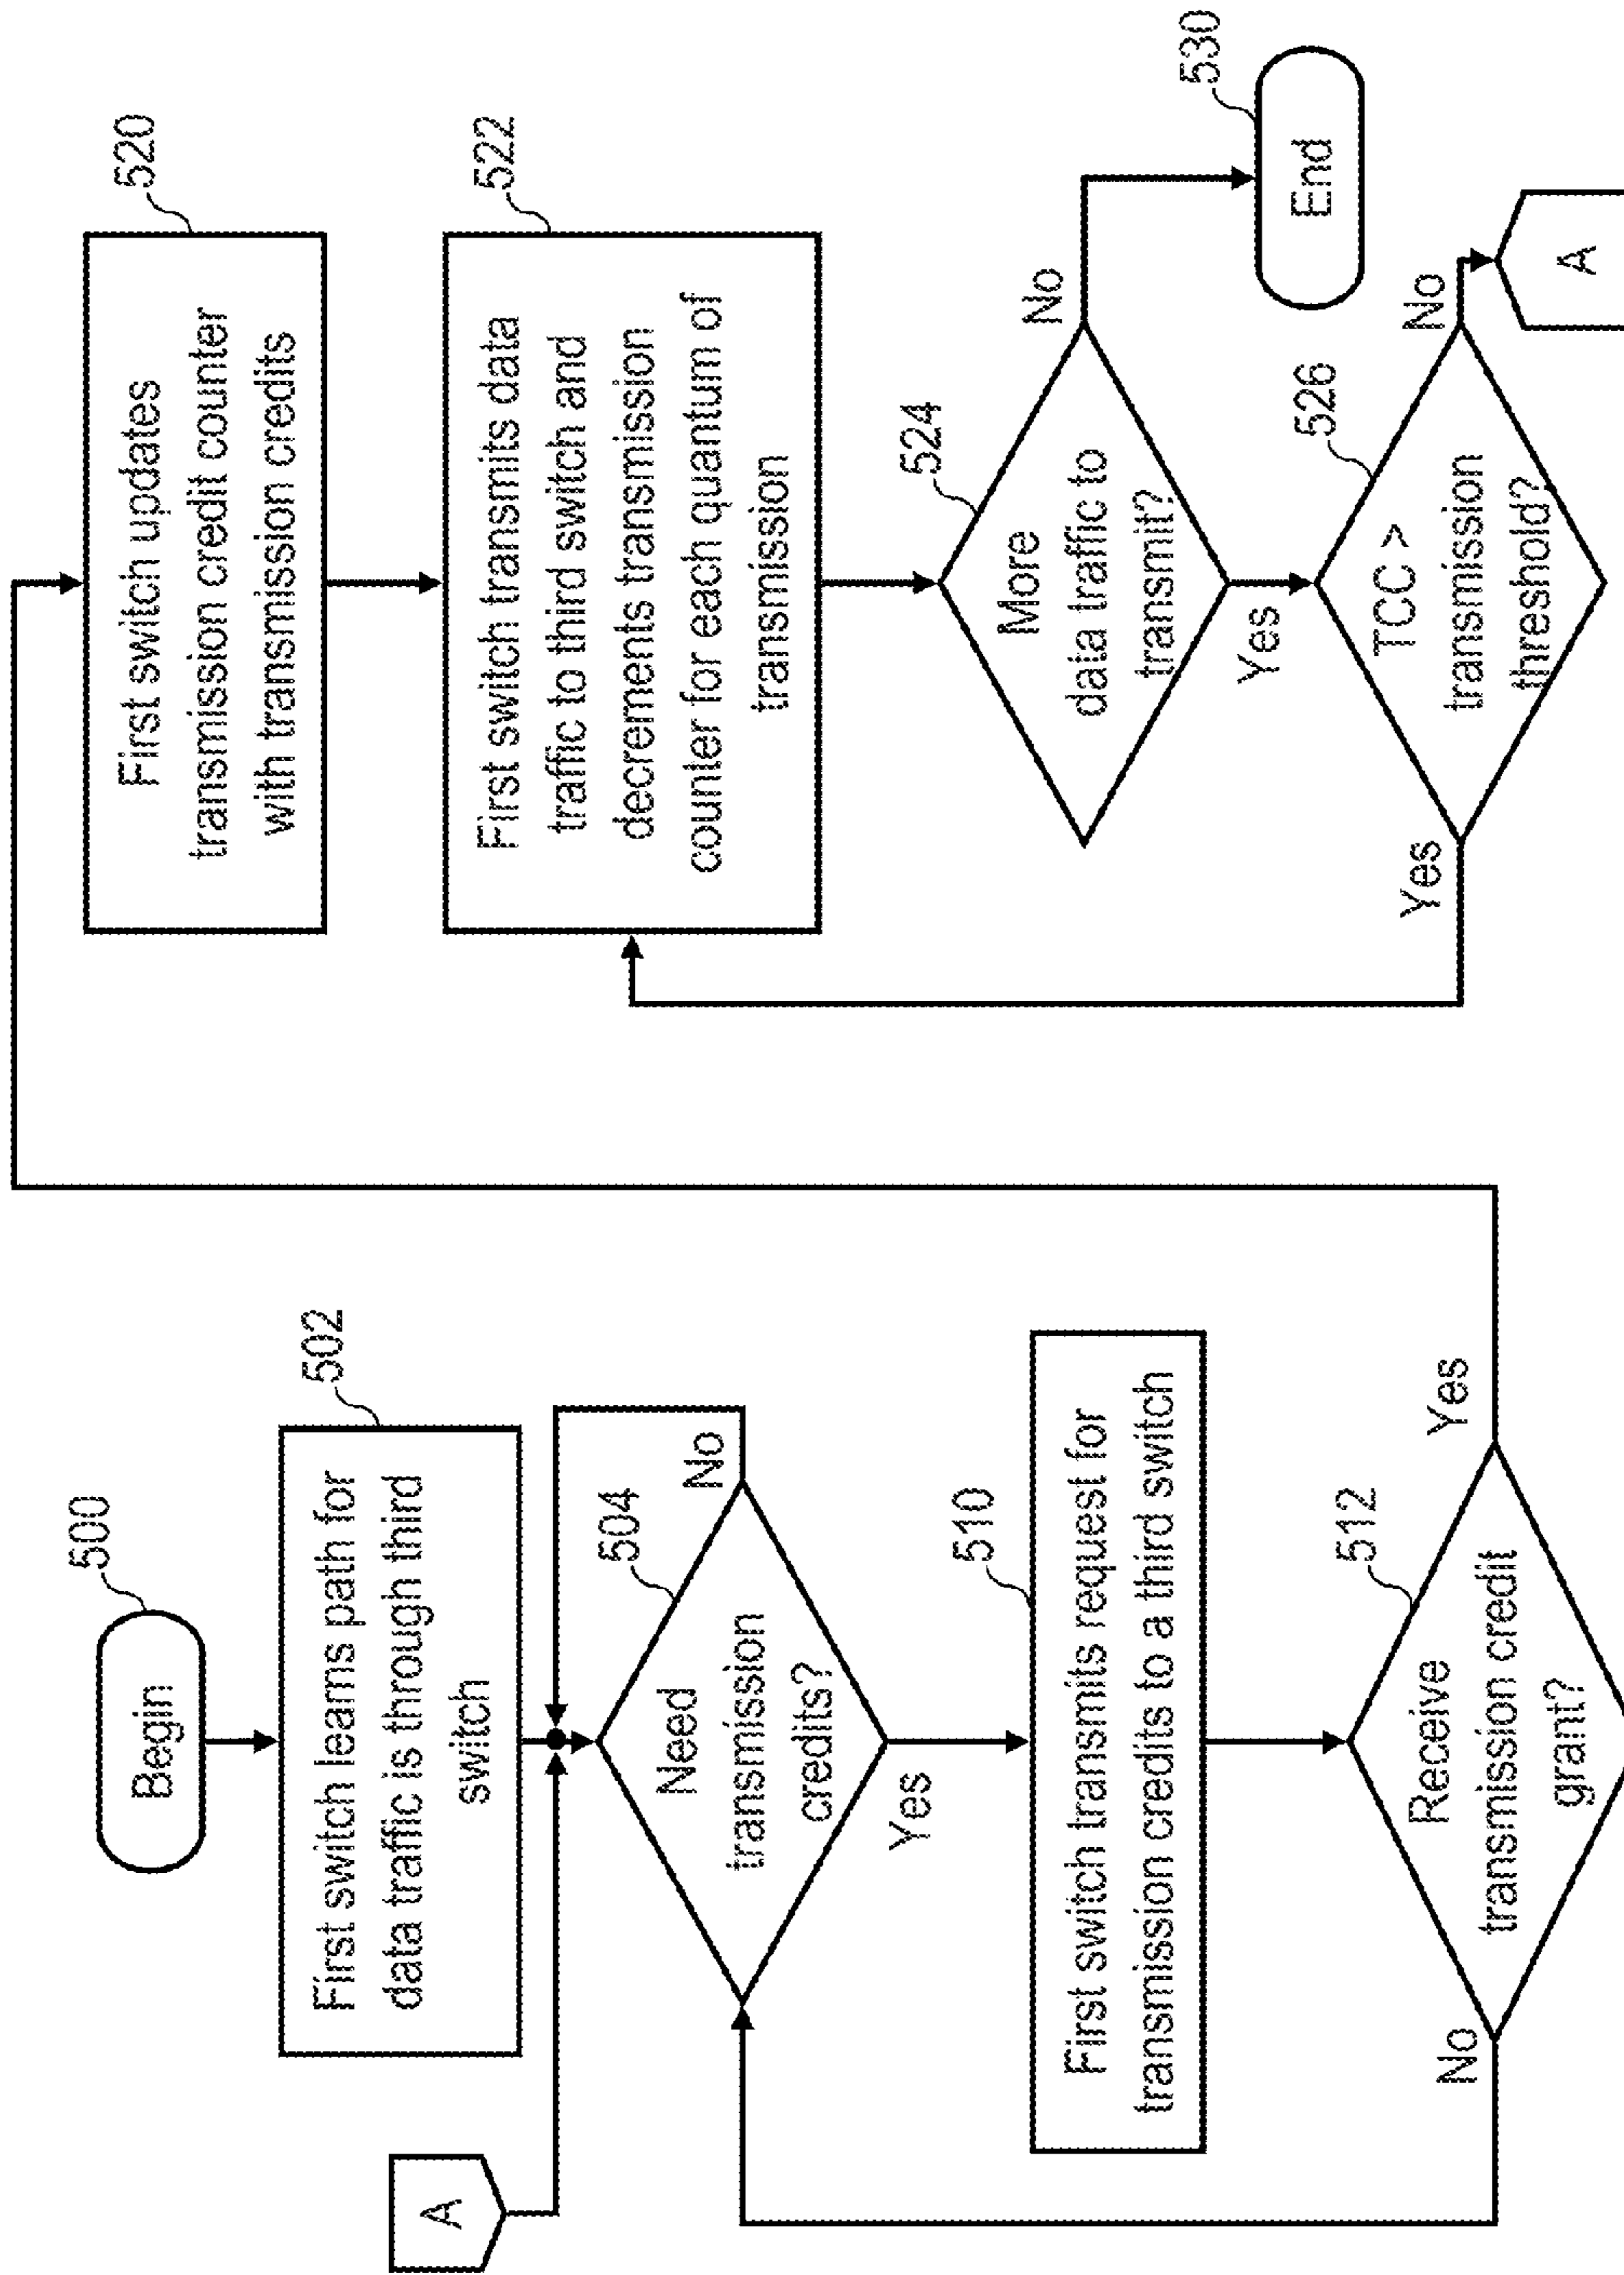 500
Begin
502
First switch learns path for
data traffic is through third
switch
A
504
Need
transmission
credits?
No
Yes
510
First switch transmits request for
transmission credits to a third switch
512
Receive
transmission credit
grant?
No
Yes
520
First switch updates
transmission credit counter
with transmission credits
522
First switch transmits data
traffic to third switch and
decrements transmission
counter for each quantum of
transmission
524
More
data traffic to
transmit?
No
Yes
530
End
526
TCC >
transmission
threshold?
Yes
No
A